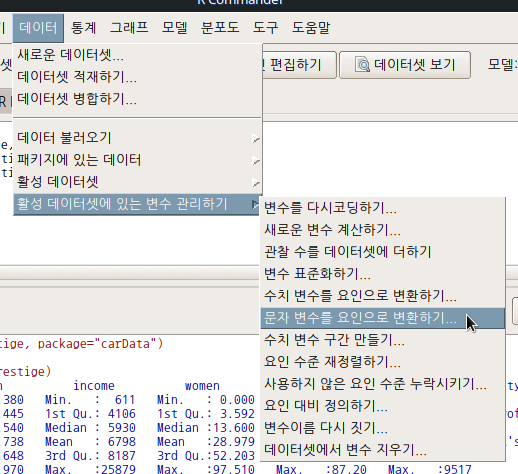 R Commander
데이터 통계 그래프 모델 분포도 도구 도움말
새로운 데이터셋...
데이터셋 적재하기...
데이터셋 병합하기...
편집하기 데이터셋 보기 모델:
데이터 불러오기
패키지에 있는 데이터
활성 데이터셋
활성 데이터셋에 있는 변수 관리하기
변수를 다시코딩하기...
새로운 변수 계산하기...
관찰 수를 데이터셋에 더하기
변수 표준화하기...
수치 변수를 요인으로 변환하기...
문자 변수를 요인으로 변환하기...
수치 변수 구간 만들기...
요인 수준 재정렬하기...
사용하지 않은 요인 수준 누락시키기...
요인 대비 정의하기...
변수이름 다시 짓기...
데이터셋에서 변수 지우기...
tige, package="carData")
restige)
income women
.380 Min. : 611 Min. : 0.000
.445 1st Qu.: 4106 1st Qu.: 3.592
.540 Median : 5930 Median :13.600
.738 Mean : 6798 Mean :28.979
.648 3rd Qu.: 8187 3rd Qu.:52.203
.970 Max. :25879 Max. :97.510 Max. :87.20 Max. :9517